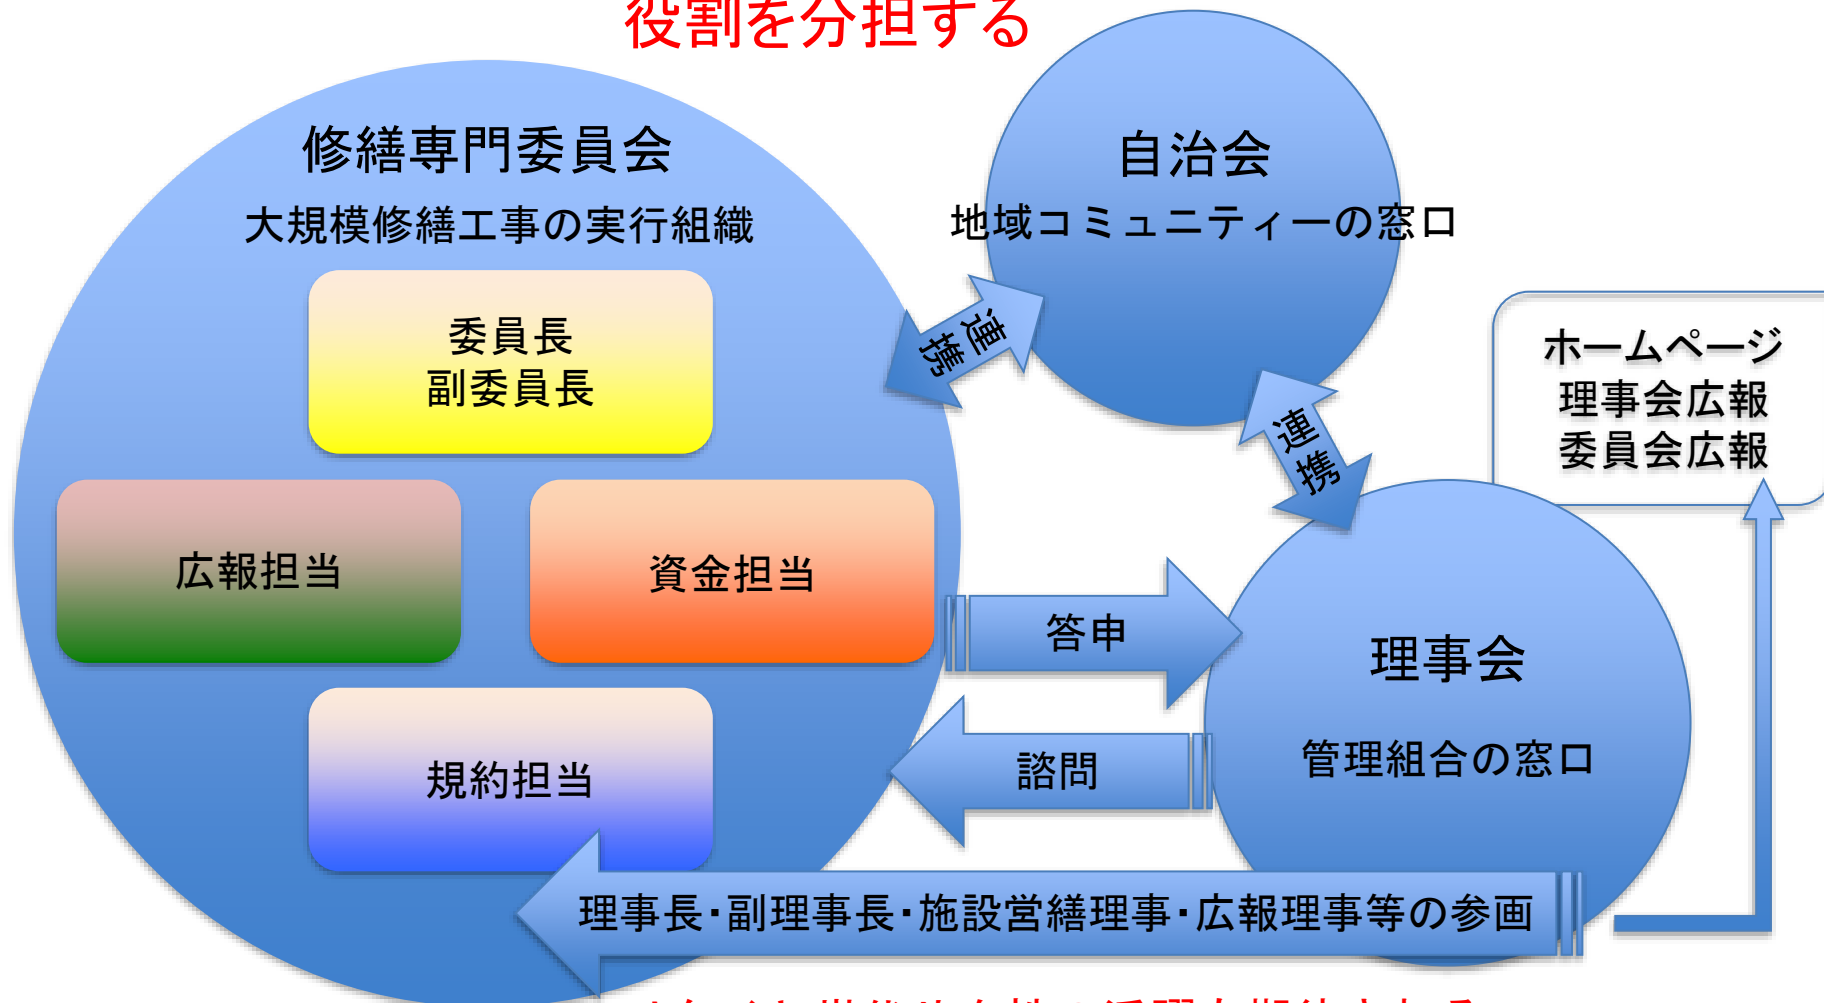 役割を分担する
修繕専門委員会
大規模修繕工事の実行組織
委員長
副委員長
広報担当
資金担当
規約担当
自治会
地域コミュニティーの窓口
連携
連携
ホームページ
理事会広報
委員会広報
答申
諮問
理事会
管理組合の窓口
理事長・副理事長・施設営繕理事・広報理事等の参画